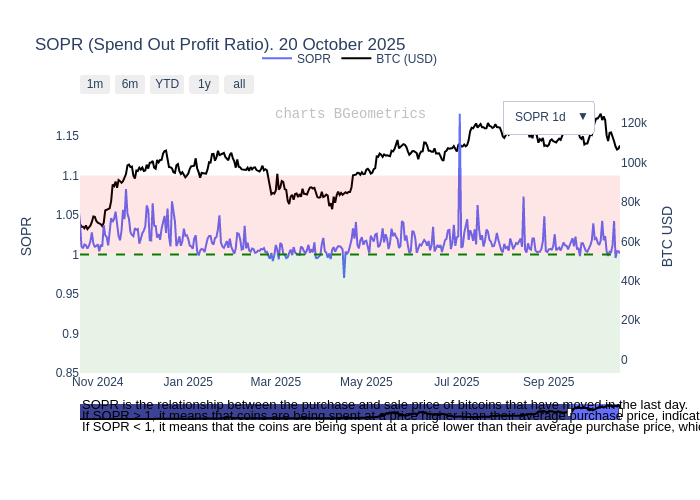 SOPR (Spend Out Profit Ratio). 20 October 2025
SOPR BTC (USD)
1m 6m YTD 1y all
charts BGeometrics
SOPR 1d ▼
1.15
1.1
1.05
1
0.95
0.9
0.85
SOPR
120k
100k
80k
60k
40k
20k
0
BTC USD
Nov 2024 Jan 2025 Mar 2025 May 2025 Jul 2025 Sep 2025
SOPR is the relationship between the purchase and sale price of bitcoins that have moved in the last day.
If SOPR > 1, it means that coins are being spent at a price higher than their average purchase price, indicat
If SOPR < 1, it means that the coins are being spent at a price lower than their average purchase price, which